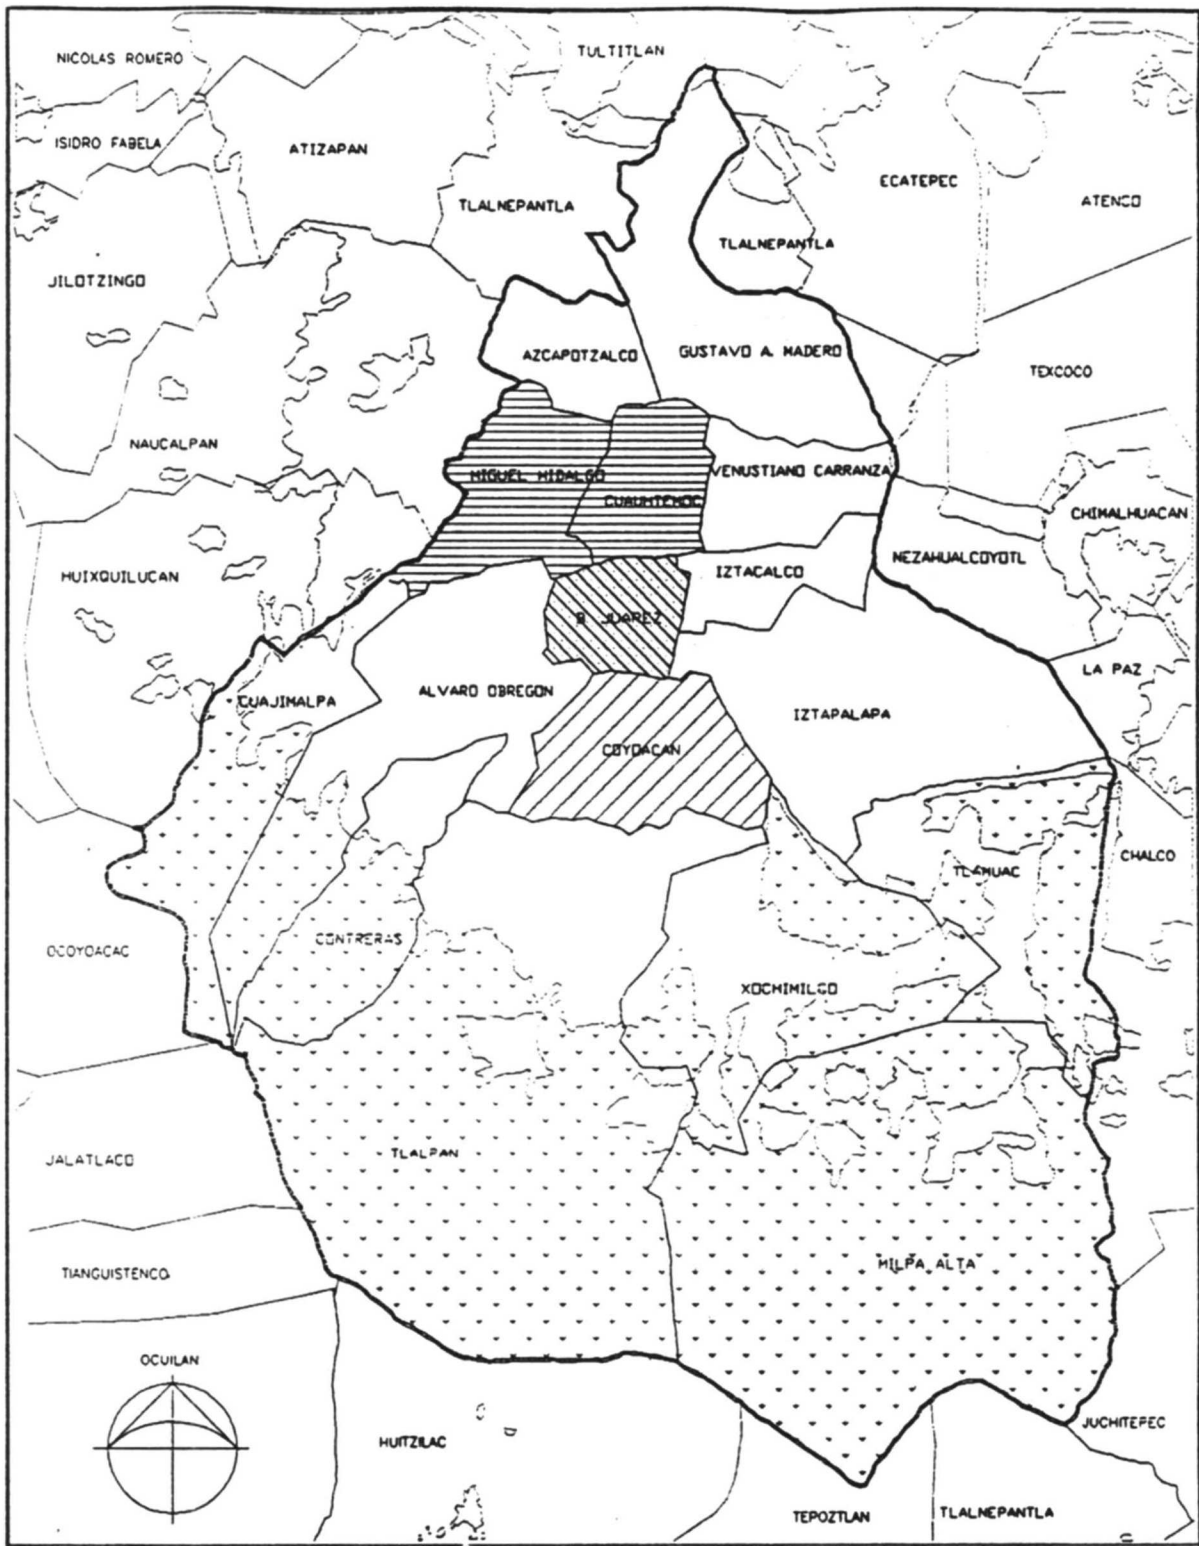 TULTITLAN
NICOLAS ROMERO
ISIDRO FABELA
ATIZAPAN
ECATEPEC
TLALNEPANTLA
ATENCO
TLALNEPANTLA
JILOTZINGO
AZCAPOTZALCO
GUSTAVO A. MADERO
TEXCOCO
NAUCALPAN
MIGUEL HIDALGO
VENUSTIANO CARRANZA
CUAUHTEMOC
CHIMALHUACAN
NEZAHUALCOYOTL
HUIXQUILUCAN
IZTACALCO
B JUAREZ
LA PAZ
ALVARO OBREGON
CUAJIMALPA
IZTAPALAPA
COYOACAN
CHALCO
TLAHUAC
CONTRERAS
OCOYOACAC
XOCHIMILCO
TLALPAN
JALATLACO
MILPA ALTA
TIANGUISTENCO
OCUILAN
JUCHITEPEC
HUITZILAC
TEPOZTLAN
TLALNEPANTLA